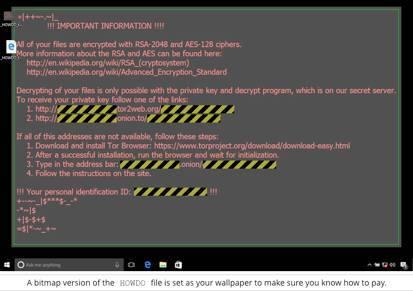 =|++~-.~|_
!!! IMPORTANT INFORMATION !!!!
All of your files are encrypted with RSA-2048 and AES-128 ciphers.
More information about the RSA and AES can be found here:
http://en.wikipedia.org/wiki/RSA_(cryptosystem)
http://en.wikipedia.org/wiki/Advanced_Encryption_Standard
Decrypting of your files is only possible with the private key and decrypt program, which is on our secret server.
To receive your private key follow one of the links:
1. http:// tor2web.org/
2. http:// onion.to/
If all of this addresses are not available, follow these steps:
1. Download and install Tor Browser: https://www.torproject.org/download/download-easy.html
2. After a successful installation, run the browser and wait for initialization.
3. Type in the address bar: .onion/
4. Follow the instructions on the site.
!!! Your personal identification ID: !!!
+--~-_|$***$-_-*
-*~|$
+|$-$+$
=$|*-~_+~
Ask me anything
A bitmap version of the HOWDO file is set as your wallpaper to make sure you know how to pay.